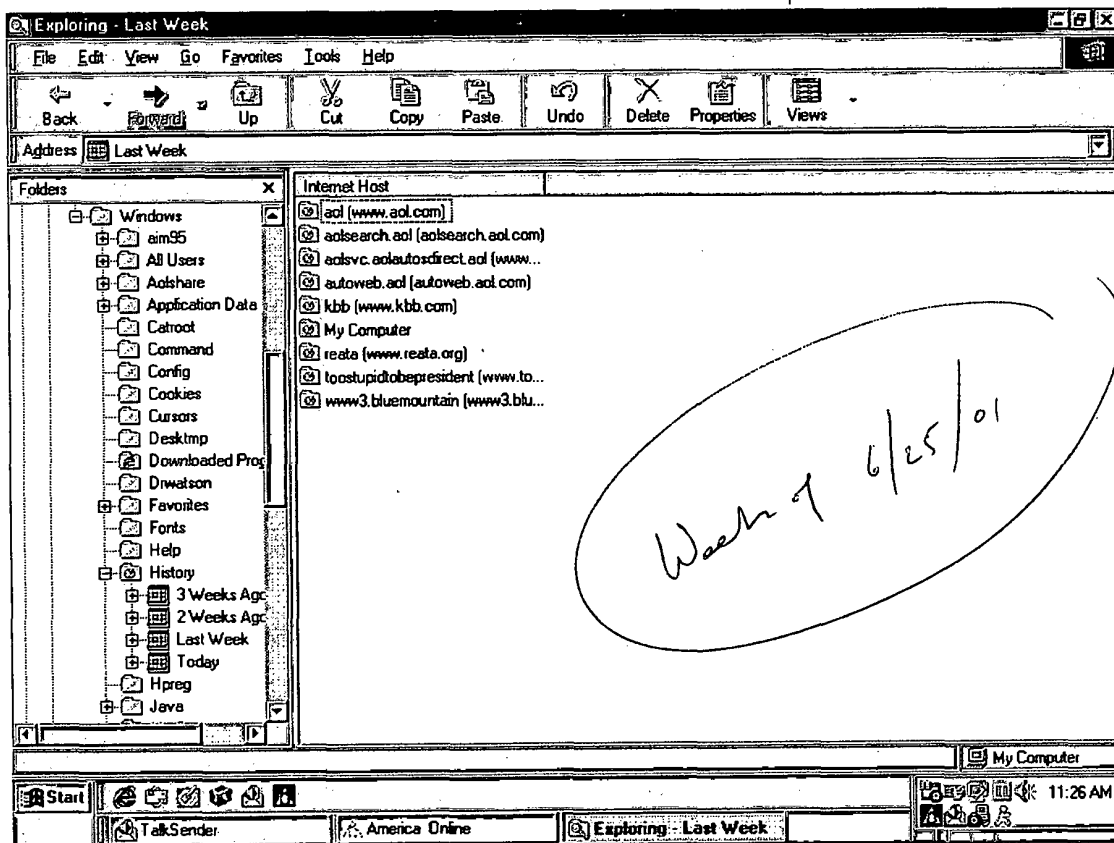 Exploring - Last Week
File Edit View Go Favorites Tools Help
Back Forward Up Cut Copy Paste Undo Delete Properties Views
Address Last Week
Folders
Windows
aim95
All Users
Aolshare
Application Data
Catroot
Command
Config
Cookies
Cursors
Desktmp
Downloaded Prog
Drwatson
Favorites
Fonts
Help
History
3 Weeks Ago
2 Weeks Ago
Last Week
Today
Hpreg
Java
Internet Host
aol (www.aol.com)
aolsearch.aol (aolsearch.aol.com)
aolsvc.aolautosdirect.aol (www...
autoweb.aol (autoweb.aol.com)
kbb (www.kbb.com)
My Computer
reata (www.reata.org)
toostupidtobepresident (www.to...
www3.bluemountain (www3.blu...
Week of 6/25/01
My Computer
Start
11:26 AM
TalkSender America Online Exploring - Last Week